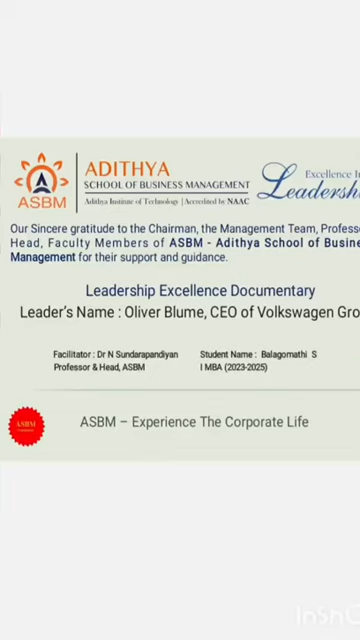 ADITHYA
SCHOOL OF BUSINESS MANAGEMENT
Adithya Institute of Technology | Accredited by NAAC
ASBM
Excellence In
Leadership
Our Sincere gratitude to the Chairman, the Management Team, Profess
Head, Faculty Members of ASBM - Adithya School of Busine
Management for their support and guidance.
Leadership Excellence Documentary
Leader's Name : Oliver Blume, CEO of Volkswagen Gro
Facilitator : Dr N Sundarapandiyan
Professor & Head, ASBM
Student Name : Balagomathi S
I MBA (2023-2025)
ASBM
ASBM – Experience The Corporate Life
InSh